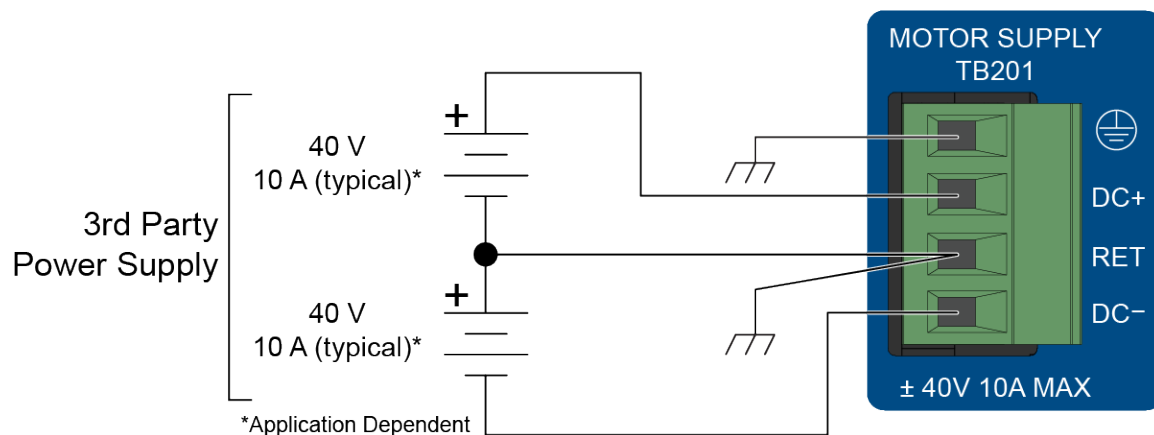 MOTOR SUPPLY
TB201
+
40 V
10 A (typical)*
DC+
3rd Party
Power Supply
RET
+
40 V
10 A (typical)*
DC−
± 40V 10A MAX
*Application Dependent